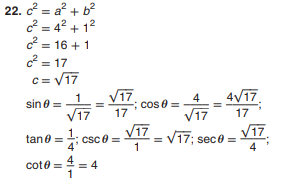 22. c² = a² + b²
c² = 4² + 1²
c² = 16 + 1
c² = 17
c = √17
sin θ = 1/√17 = √17/17; cos θ = 4/√17 = 4√17/17;
tan θ = 1/4; csc θ = √17/1 = √17; sec θ = √17/4;
cot θ = 4/1 = 4